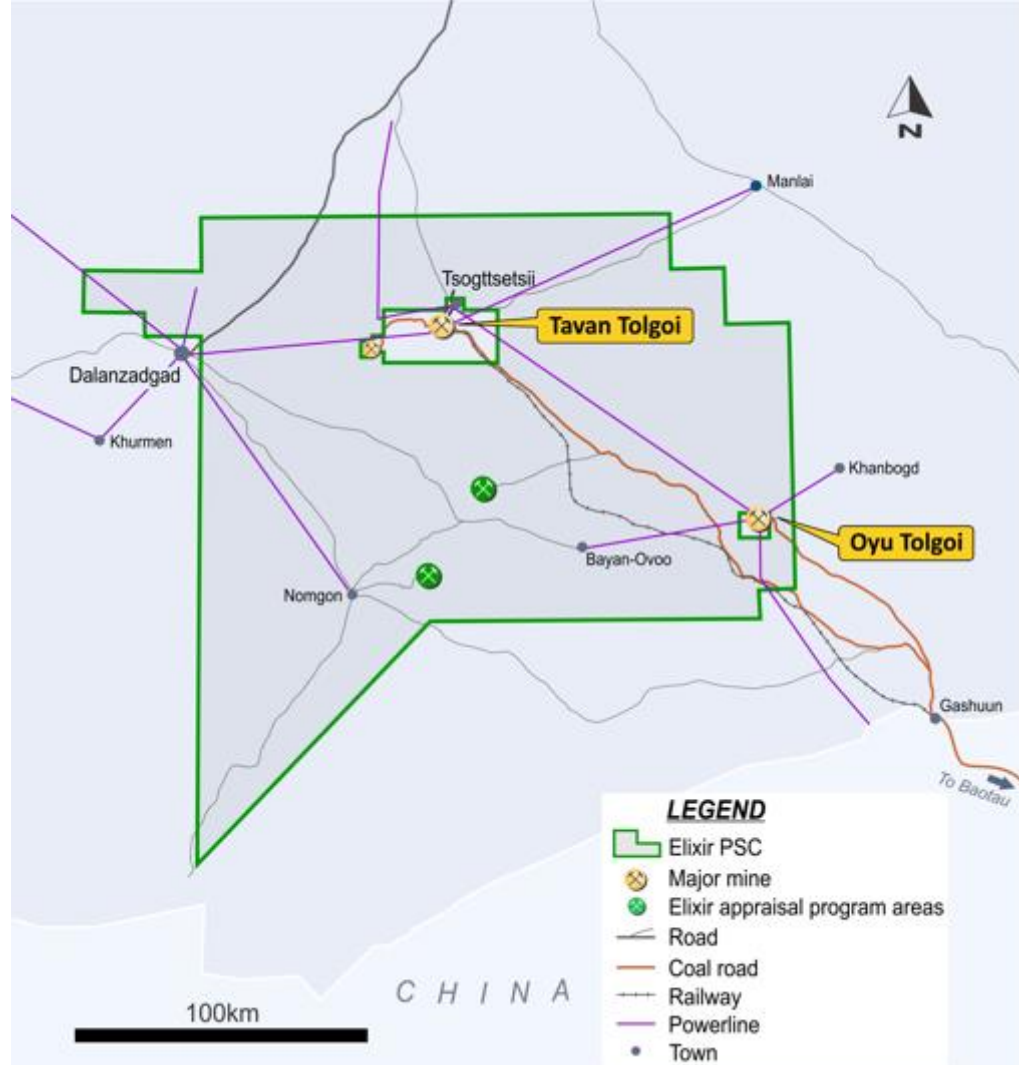 N
Manlai
Tsogttsetsii
Tavan Tolgoi
Dalanzadgad
Khurmen
Khanbogd
Oyu Tolgoi
Bayan-Ovoo
Nomgon
Gashuun
To Baotau
CHINA
100km
LEGEND
Elixir PSC
Major mine
Elixir appraisal program areas
Road
Coal road
Railway
Powerline
Town